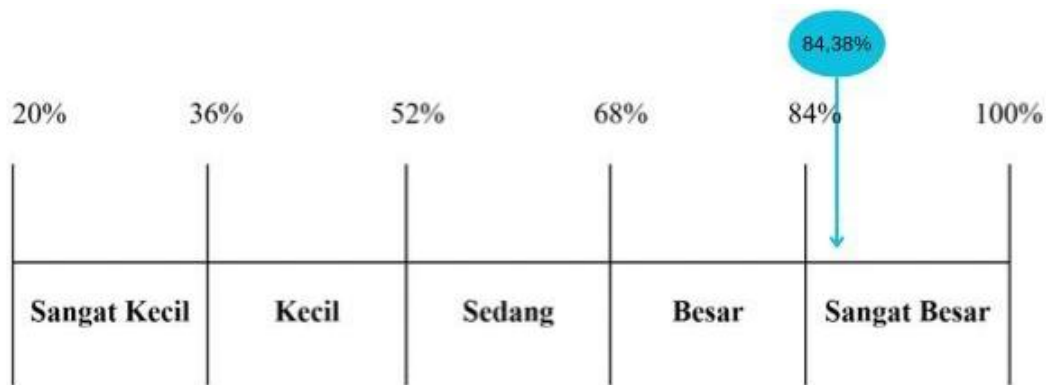 84,38%
20% 36% 52% 68% 84% 100%
Sangat Kecil Kecil Sedang Besar Sangat Besar